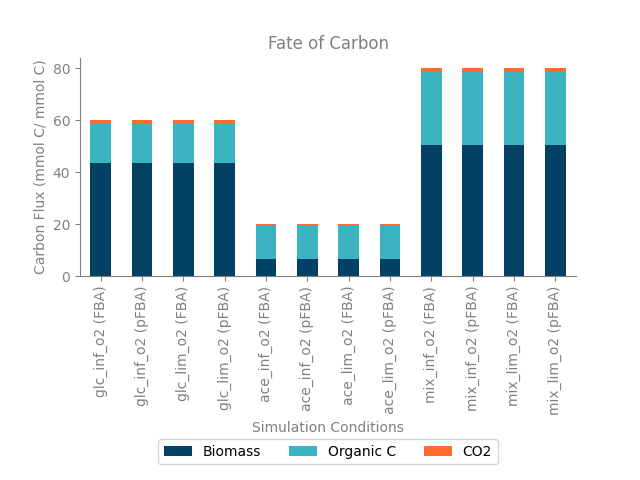 Fate of Carbon
Carbon Flux (mmol C/ mmol C)
80
60
40
20
0
glc_inf_o2 (FBA)
glc_inf_o2 (pFBA)
glc_lim_o2 (FBA)
glc_lim_o2 (pFBA)
ace_inf_o2 (FBA)
ace_inf_o2 (pFBA)
ace_lim_o2 (FBA)
ace_lim_o2 (pFBA)
mix_inf_o2 (FBA)
mix_inf_o2 (pFBA)
mix_lim_o2 (FBA)
mix_lim_o2 (pFBA)
Simulation Conditions
Biomass Organic C CO2